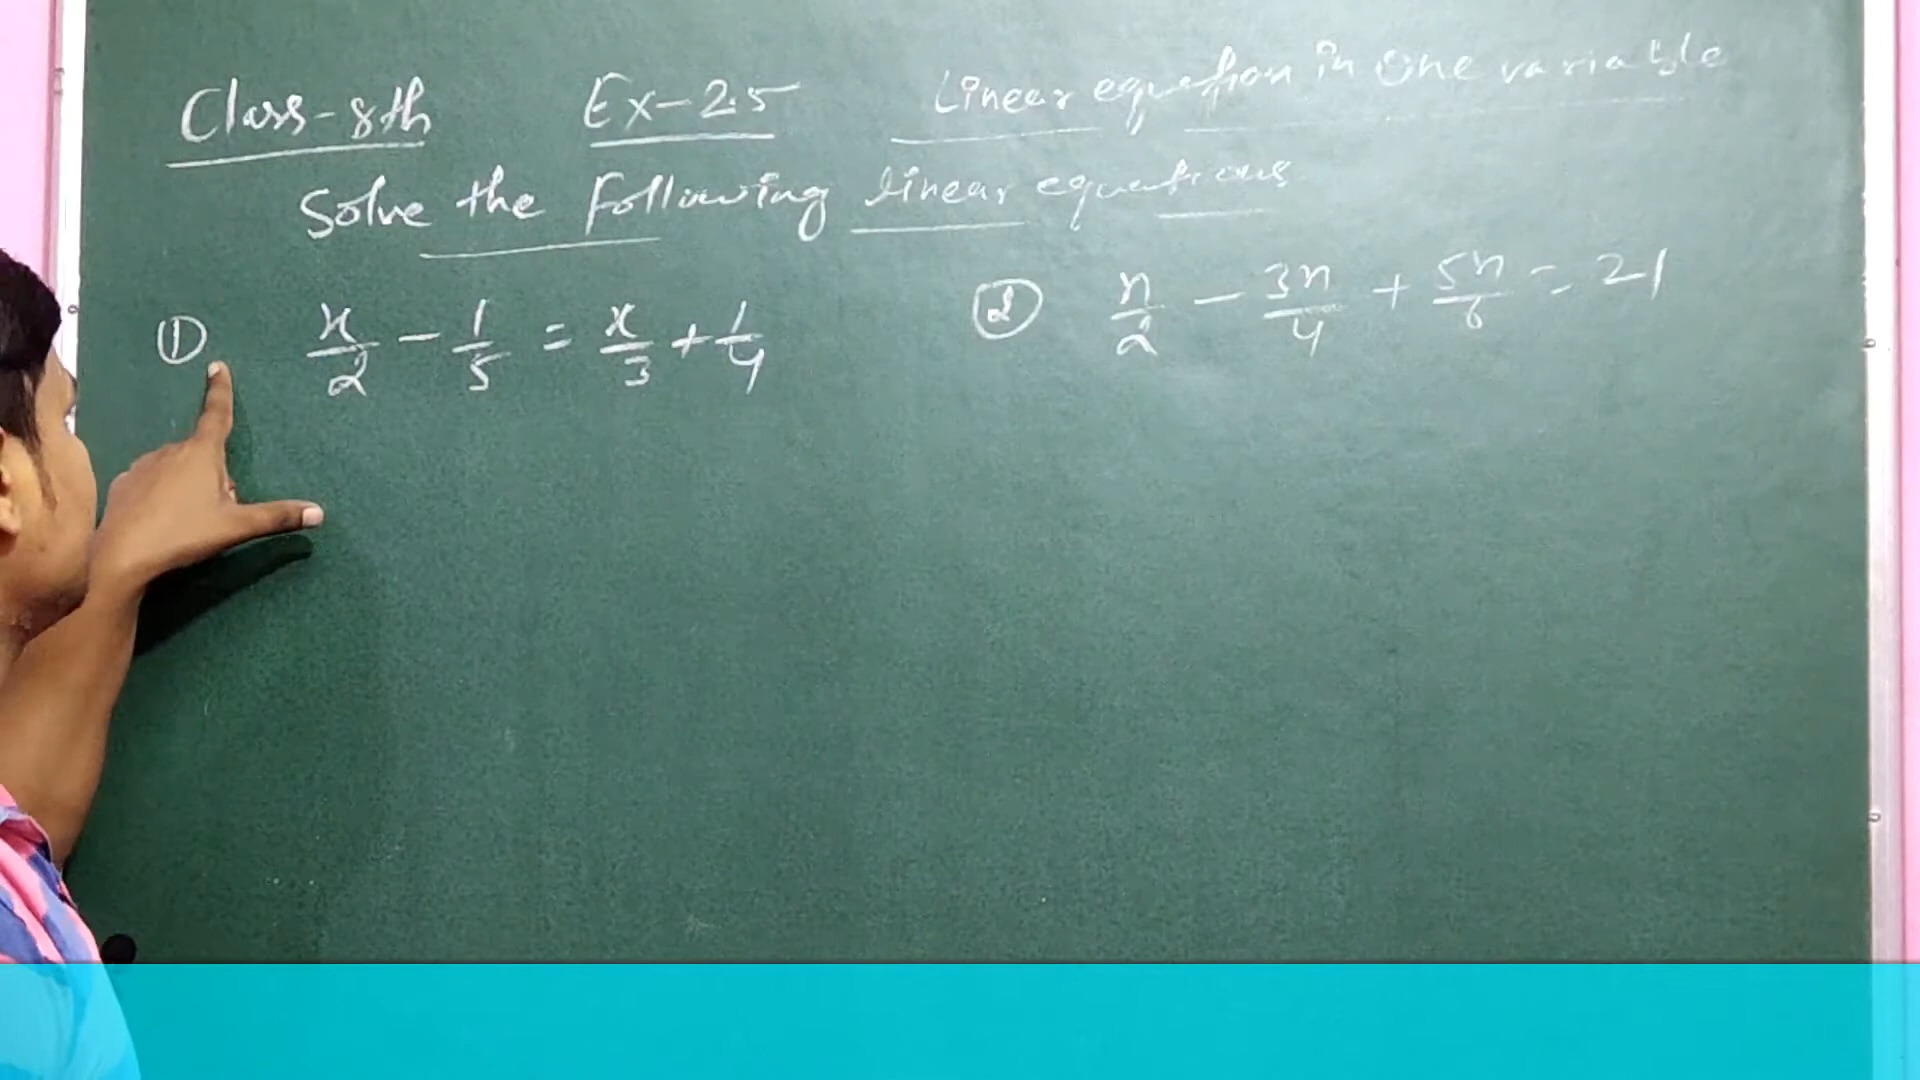 Class-8th Ex-2.5 Linear equation in one variable
Solve the following linear equations
① x/2 - 1/5 = x/3 + 1/4 ② n/2 - 3n/4 + 5n/6 = 21